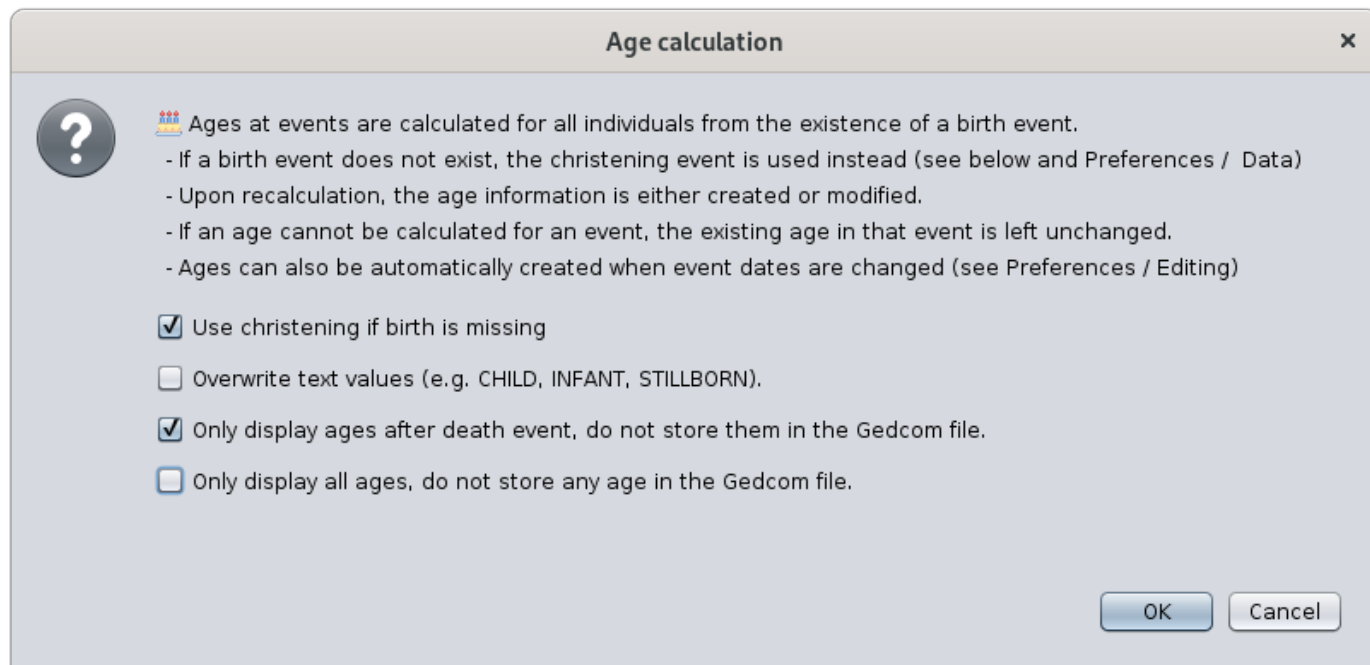 Age calculation
Ages at events are calculated for all individuals from the existence of a birth event.
- If a birth event does not exist, the christening event is used instead (see below and Preferences /  Data)
- Upon recalculation, the age information is either created or modified.
- If an age cannot be calculated for an event, the existing age in that event is left unchanged.
- Ages can also be automatically created when event dates are changed (see Preferences / Editing)
Use christening if birth is missing
Overwrite text values (e.g. CHILD, INFANT, STILLBORN).
Only display ages after death event, do not store them in the Gedcom file.
Only display all ages, do not store any age in the Gedcom file.
OK Cancel